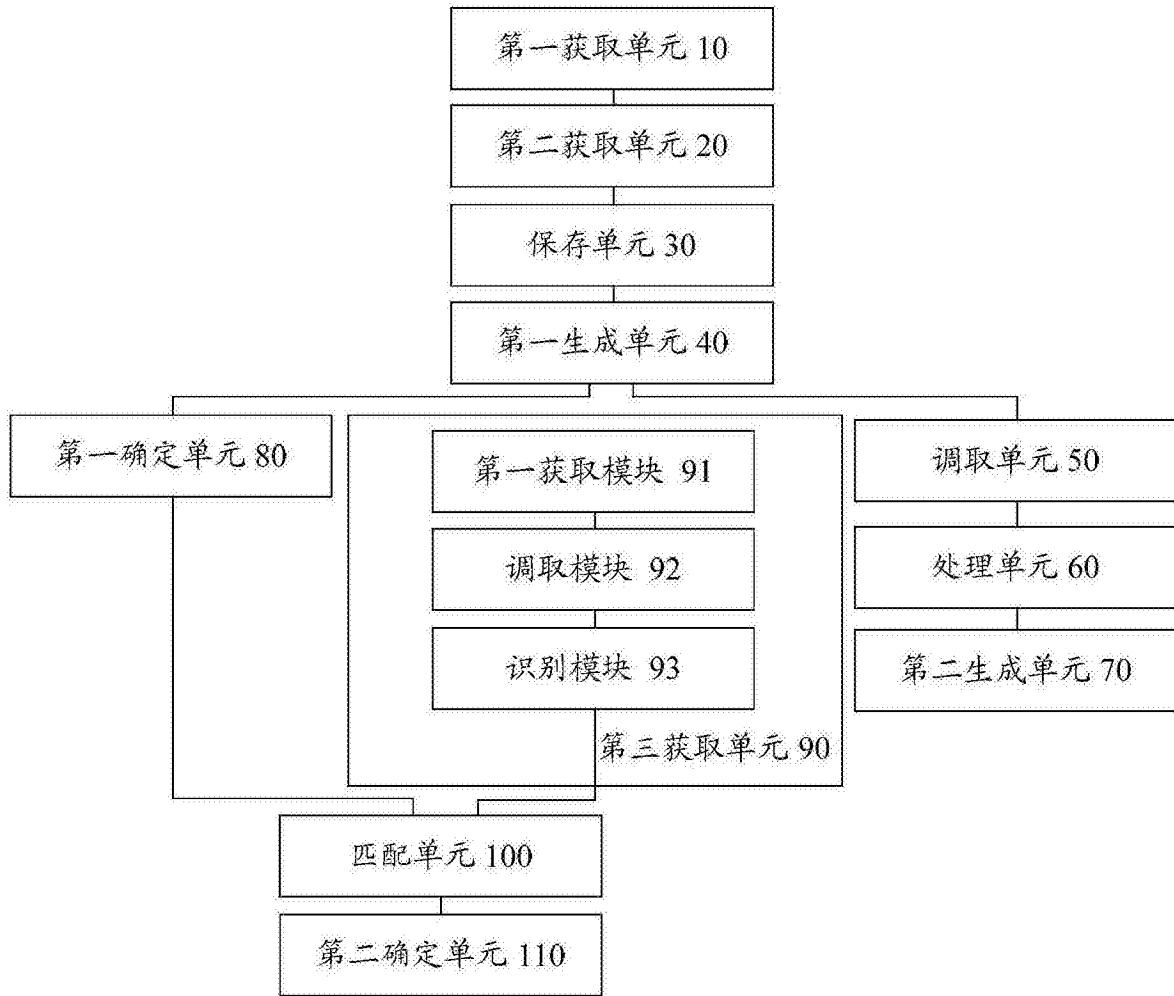 第一获取单元 10
第二获取单元 20
保存单元 30
第一生成单元 40
第一确定单元 80
第一获取模块 91
调取模块 92
识别模块 93
第三获取单元 90
调取单元 50
处理单元 60
第二生成单元 70
匹配单元 100
第二确定单元 110